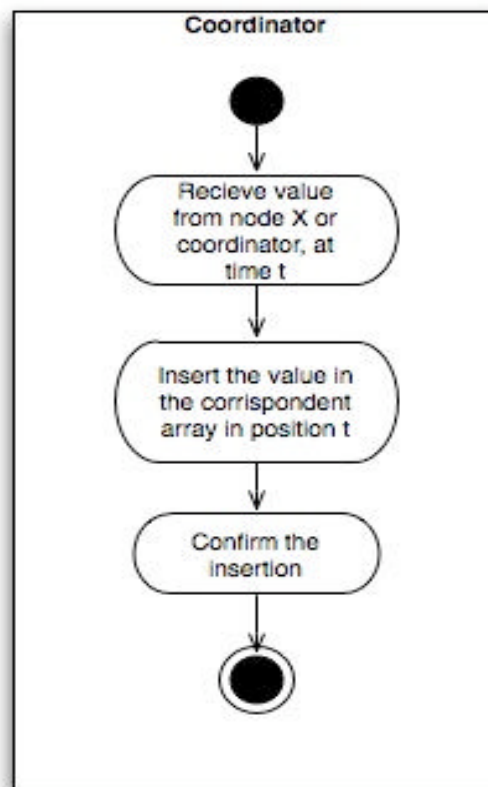 Coordinator
Recieve value
from node X or
coordinator, at
time t
Insert the value in
the corrispondent
array in position t
Confirm the
insertion